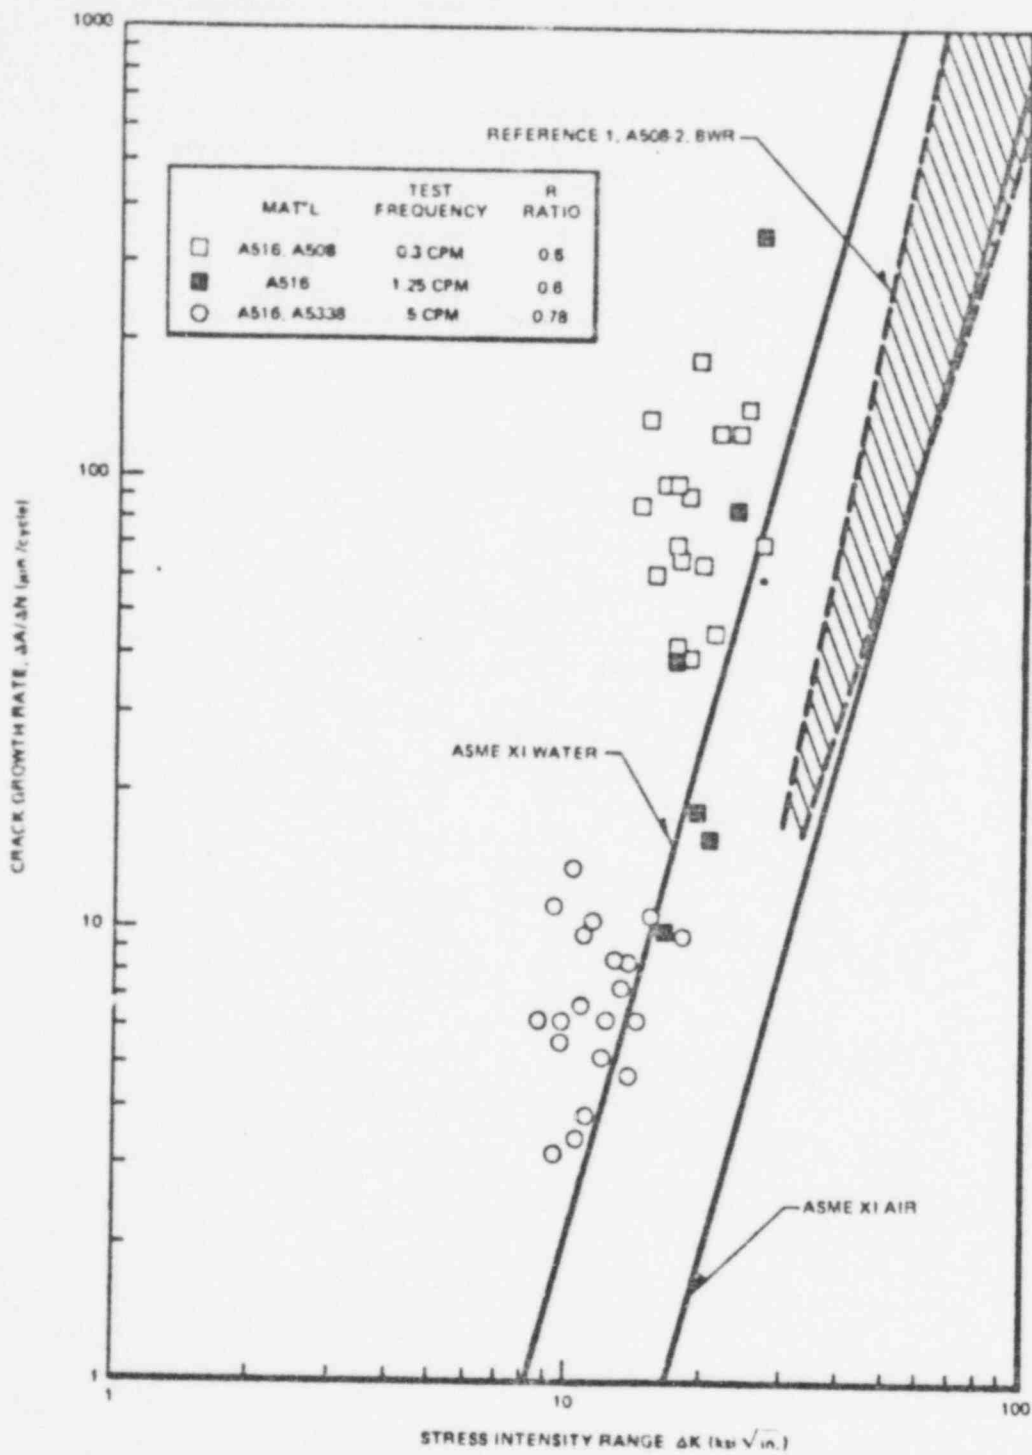 1000
REFERENCE 1, A508-2, BWR
MAT'L TEST FREQUENCY R RATIO
A516, A508 0.3 CPM 0.6
A516 1.25 CPM 0.6
A516, A533B 5 CPM 0.78
100
CRACK GROWTH RATE, ΔA/ΔN (μin/cycle)
ASME XI WATER
10
ASME XI AIR
1
1 10 100
STRESS INTENSITY RANGE ΔK (ksi √in.)